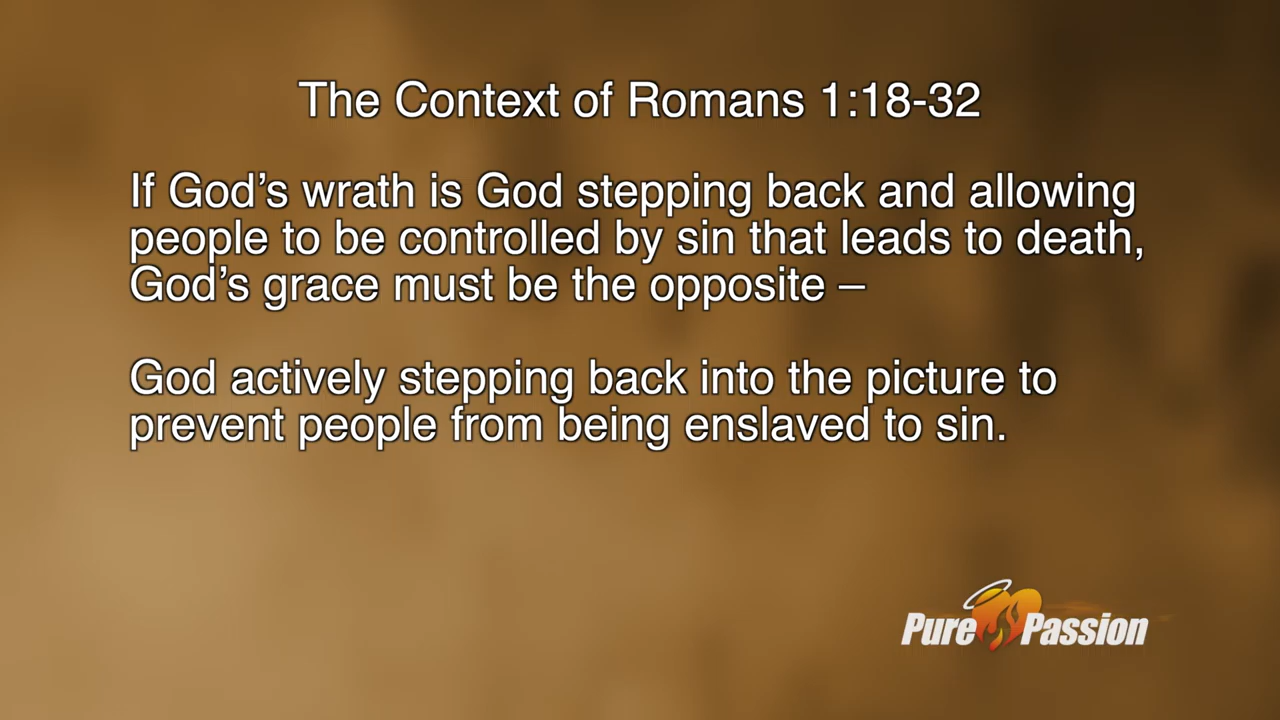 The Context of Romans 1:18-32
If God’s wrath is God stepping back and allowing
people to be controlled by sin that leads to death,
God’s grace must be the opposite –
God actively stepping back into the picture to
prevent people from being enslaved to sin.
Pure Passion